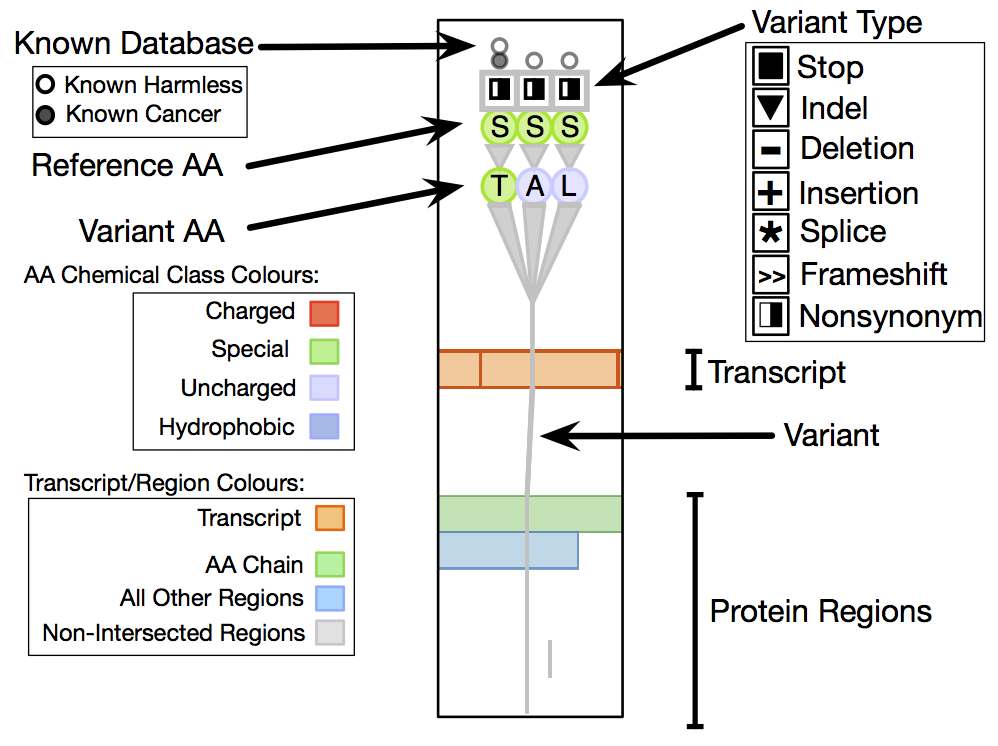 Known Database
Known Harmless
Known Cancer
Reference AA
Variant AA
AA Chemical Class Colours:
Charged
Special
Uncharged
Hydrophobic
Transcript/Region Colours:
Transcript
AA Chain
All Other Regions
Non-Intersected Regions
S S S
T A L
Variant Type
Stop
Indel
Deletion
Insertion
* Splice
>> Frameshift
Nonsynonym
Transcript
Variant
Protein Regions